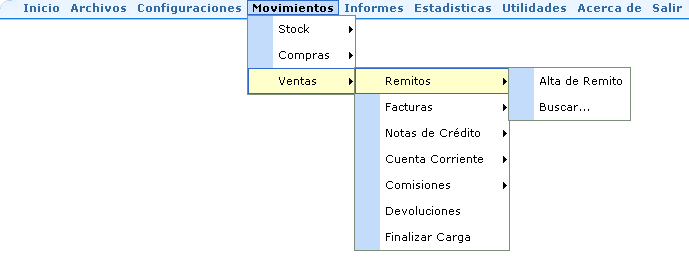 Inicio Archivos Configuraciones Movimientos Informes Estadisticas Utilidades Acerca de Salir
Stock
Compras
Ventas Remitos Alta de Remito
Facturas Buscar...
Notas de Crédito
Cuenta Corriente
Comisiones
Devoluciones
Finalizar Carga